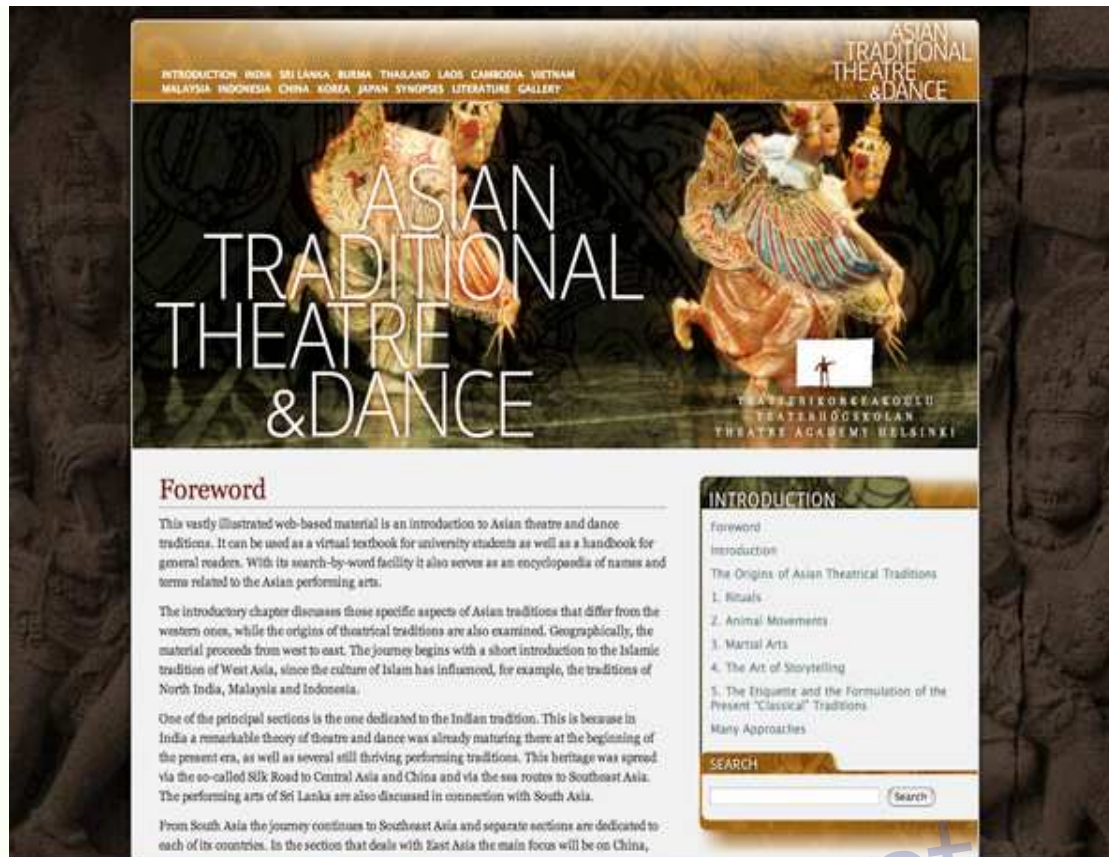 ASIAN
TRADITIONAL
THEATRE
&DANCE
INTRODUCTION INDIA SRI LANKA BURMA THAILAND LAOS CAMBODIA VIETNAM
MALAYSIA INDONESIA CHINA KOREA JAPAN SYNOPSES LITERATURE GALLERY
ASIAN
TRADITIONAL
THEATRE
&DANCE
TEATTERIKORKEAKOULU
TEATERHÖGSKOLAN
THEATRE ACADEMY HELSINKI
Foreword
This vastly illustrated web-based material is an introduction to Asian theatre and dance
traditions. It can be used as a virtual textbook for university students as well as a handbook for
general readers. With its search-by-word facility it also serves as an encyclopaedia of names and
terms related to the Asian performing arts.
The introductory chapter discusses those specific aspects of Asian traditions that differ from the
western ones, while the origins of theatrical traditions are also examined. Geographically, the
material proceeds from west to east. The journey begins with a short introduction to the Islamic
tradition of West Asia, since the culture of Islam has influenced, for example, the traditions of
North India, Malaysia and Indonesia.
One of the principal sections is the one dedicated to the Indian tradition. This is because in
India a remarkable theory of theatre and dance was already maturing there at the beginning of
the present era, as well as several still thriving performing traditions. This heritage was spread
via the so-called Silk Road to Central Asia and China and via the sea routes to Southeast Asia.
The performing arts of Sri Lanka are also discussed in connection with South Asia.
From South Asia the journey continues to Southeast Asia and separate sections are dedicated to
each of its countries. In the section that deals with East Asia the main focus will be on China,
INTRODUCTION
Foreword
Introduction
The Origins of Asian Theatrical Traditions
1. Rituals
2. Animal Movements
3. Martial Arts
4. The Art of Storytelling
5. The Etiquette and the Formulation of the
Present "Classical" Traditions
Many Approaches
SEARCH
Search